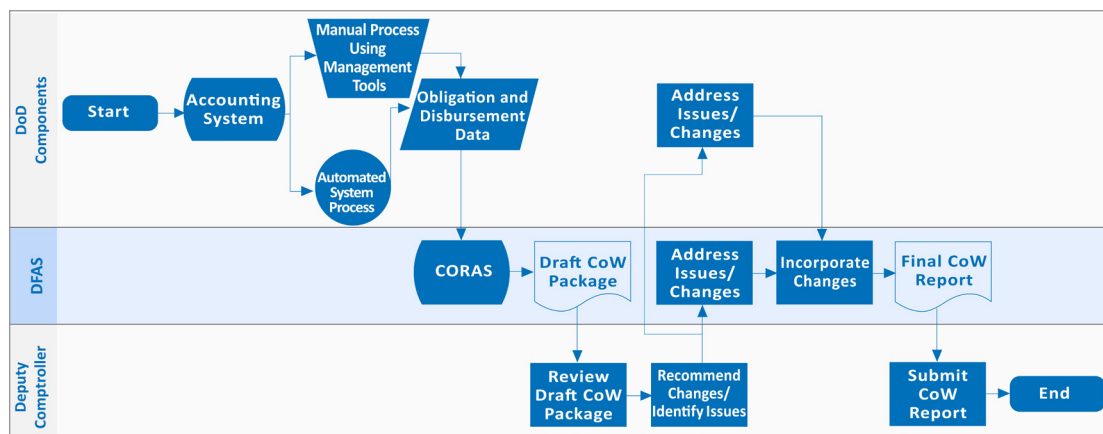 DoD
Components
Start
Accounting
System
Manual Process
Using
Management
Tools
Automated
System
Process
Obligation and
Disbursement
Data
Address
Issues/
Changes
DFAS
CORAS
Draft CoW
Package
Address
Issues/
Changes
Incorporate
Changes
Final CoW
Report
Deputy
Comptroller
Review
Draft CoW
Package
Recommend
Changes/
Identify Issues
Submit
CoW
Report
End